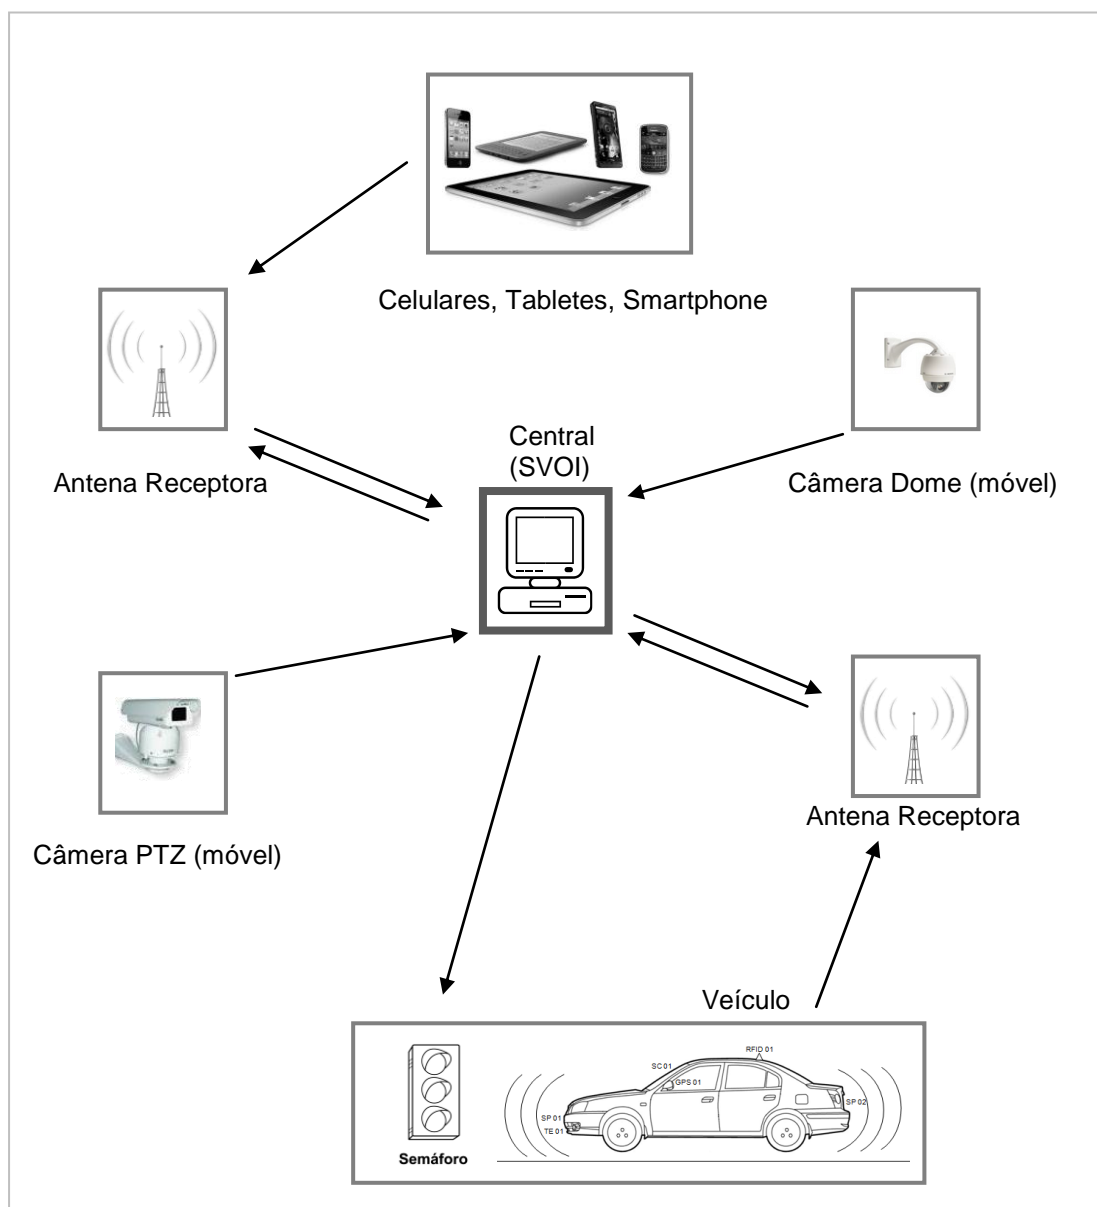 Celulares, Tabletes, Smartphone
Antena Receptora
Central
(SVOI)
Câmera Dome (móvel)
Câmera PTZ (móvel)
Antena Receptora
Veículo
RFID 01
SC 01
GPS 01
SP 01
TE 01
SP 02
Semáforo